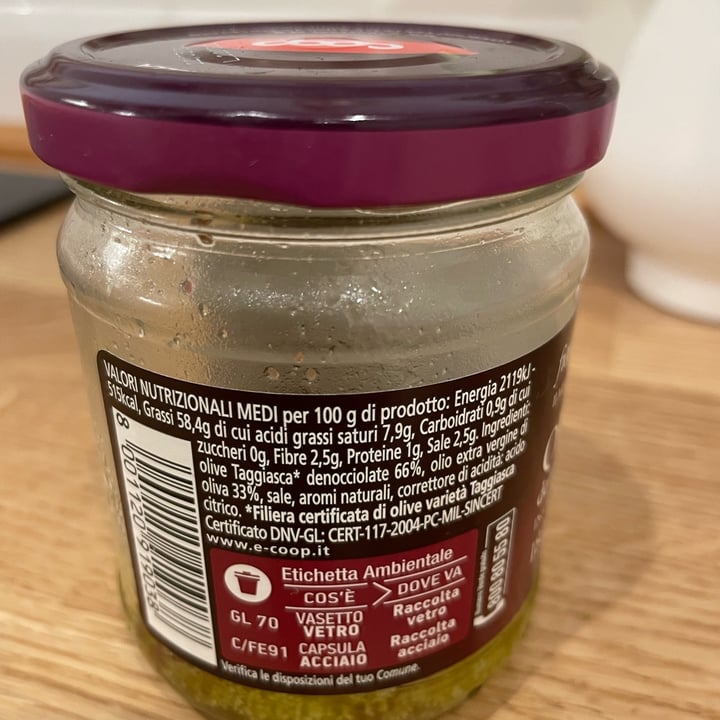 coop
VALORI NUTRIZIONALI MEDI per 100 g di prodotto: Energia 2119kJ -
515kcal, Grassi 58,4g di cui acidi grassi saturi 7,9g, Carboidrati 0,9g di cui
zuccheri 0g, Fibre 2,5g, Proteine 1g, Sale 2,5g. Ingredienti:
olive Taggiasca* denocciolate 66%, olio extra vergine di
oliva 33%, sale, aromi naturali, correttore di acidità: acido
citrico. *Filiera certificata di olive varietà Taggiasca
Certificato DNV-GL: CERT-117-2004-PC-MIL-SINCERT
www.e-coop.it
Etichetta Ambientale
COS'È DOVE VA
GL 70 VASETTO VETRO Raccolta vetro
C/FE91 CAPSULA ACCIAIO Raccolta acciaio
Verifica le disposizioni del tuo Comune.